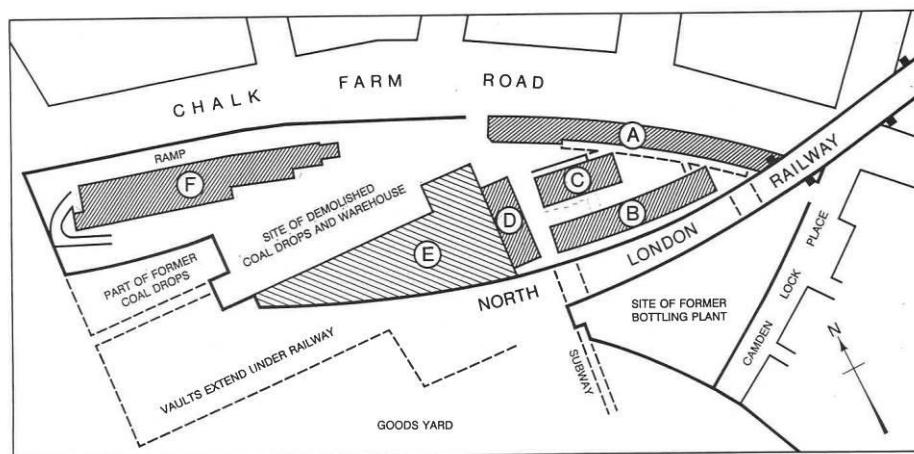 CHALK FARM ROAD
A
RAMP
F
C
B
D
E
SITE OF DEMOLISHED
COAL DROPS AND WAREHOUSE
NORTH LONDON RAILWAY
PART OF FORMER
COAL DROPS
VAULTS EXTEND UNDER RAILWAY
SUBWAY
SITE OF FORMER
BOTTLING PLANT
CAMDEN LOCK PLACE
N
GOODS YARD